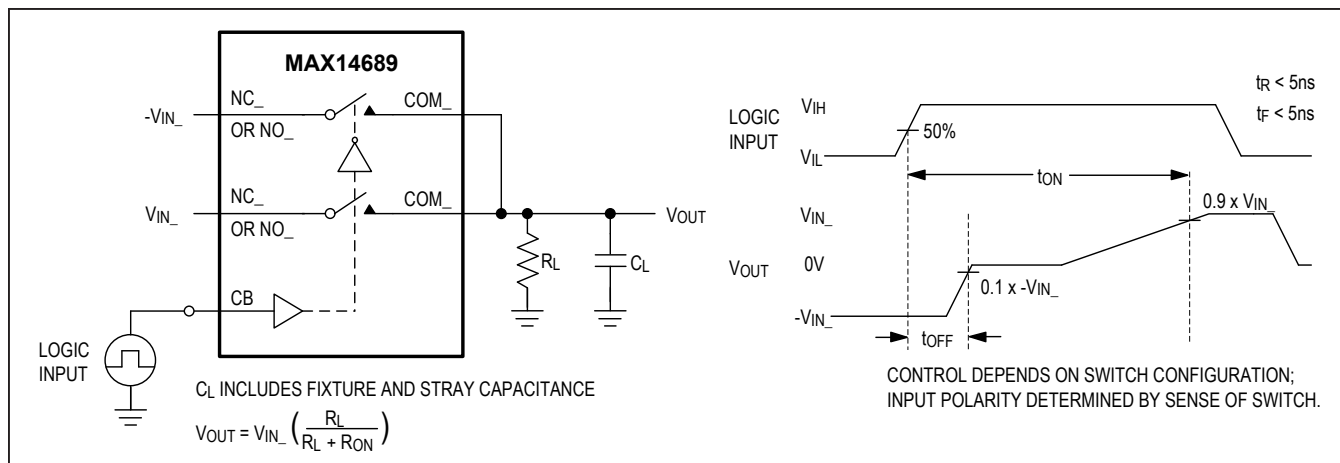 MAX14689
-VIN_
NC_
OR NO_
COM_
VIN_
NC_
OR NO_
COM_
VOUT
RL
CL
CB
LOGIC
INPUT
CL INCLUDES FIXTURE AND STRAY CAPACITANCE
VOUT = VIN_ ( RL / RL + RON )
tR < 5ns
tF < 5ns
LOGIC
INPUT
VIH
50%
VIL
tON
VIN_
0.9 x VIN_
VOUT
0V
0.1 x -VIN_
-VIN_
tOFF
CONTROL DEPENDS ON SWITCH CONFIGURATION;
INPUT POLARITY DETERMINED BY SENSE OF SWITCH.